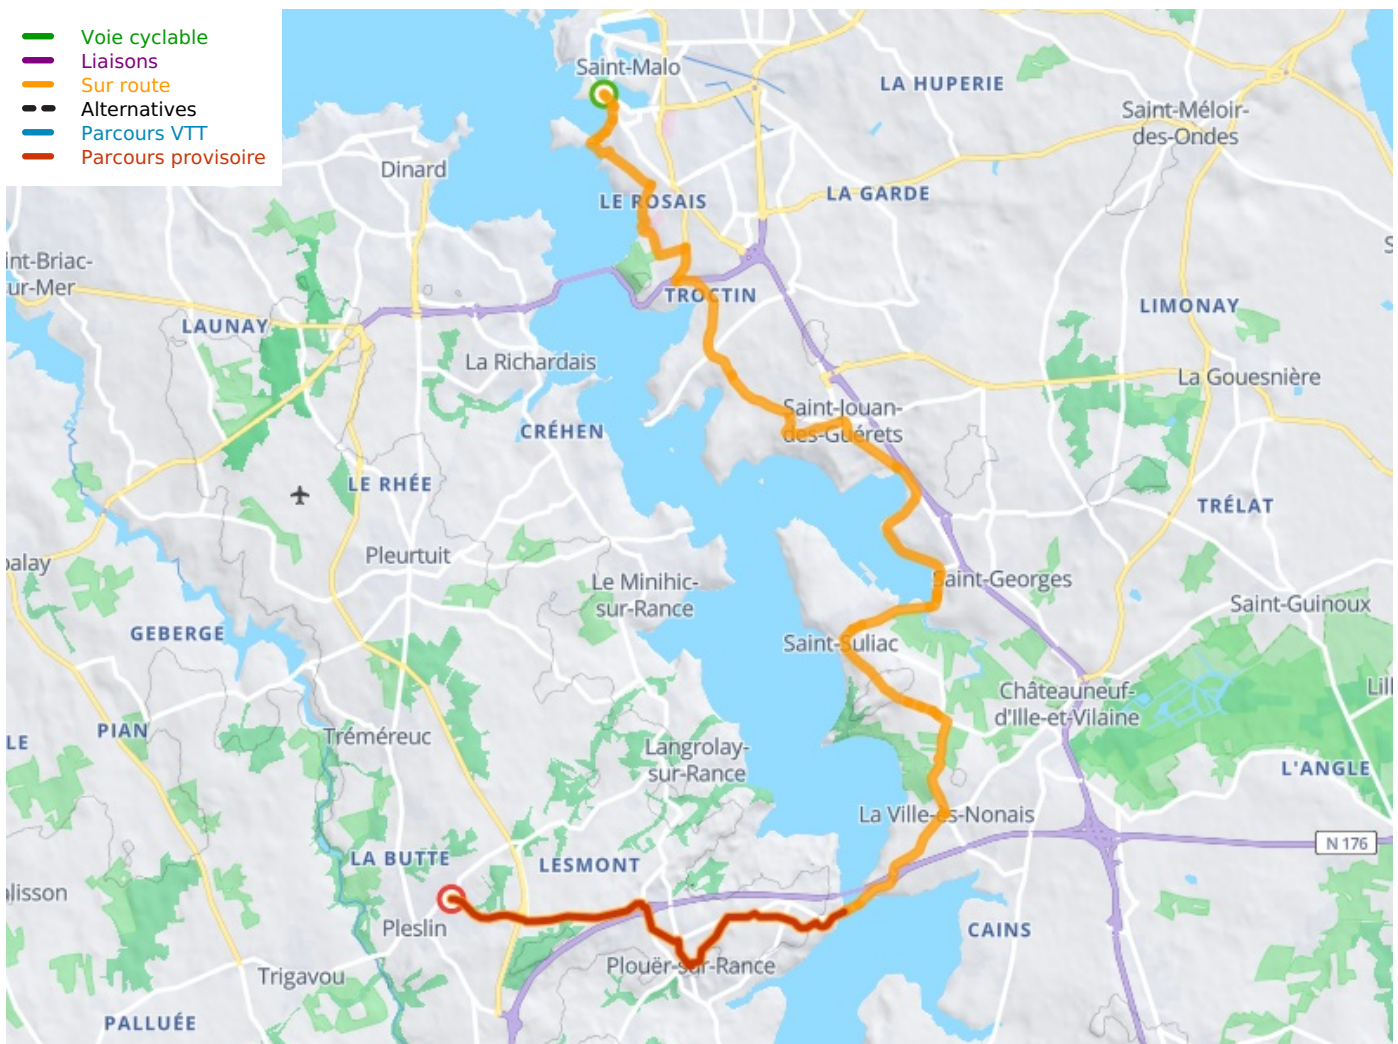 Voie cyclable
Liaisons
Sur route
Alternatives
Parcours VTT
Parcours provisoire
Saint-Malo
LA HUPERIE
Saint-Méloir-
des-Ondes
Dinard
LE ROSAIS
LA GARDE
int-Briac-
sur-Mer
TROCTIN
LIMONAY
LAUNAY
La Richardais
La Gouesnière
Saint-Jouan-
des-Guérets
CRÉHEN
LE RHÉE
TRÉLAT
Pleurtuit
balay
Le Minihic-
sur-Rance
Saint-Georges
Saint-Guinoux
GEBERGE
Saint-Suliac
Châteauneuf-
d'Ille-et-Vilaine
Lill
PIAN
LE
Tréméreuc
Langrolay-
sur-Rance
L'ANGLE
La Ville-ès-Nonais
N 176
LA BUTTE
LESMONT
lisson
Pleslin
CAINS
Plouër-sur-Rance
Trigavou
PALLUÉE